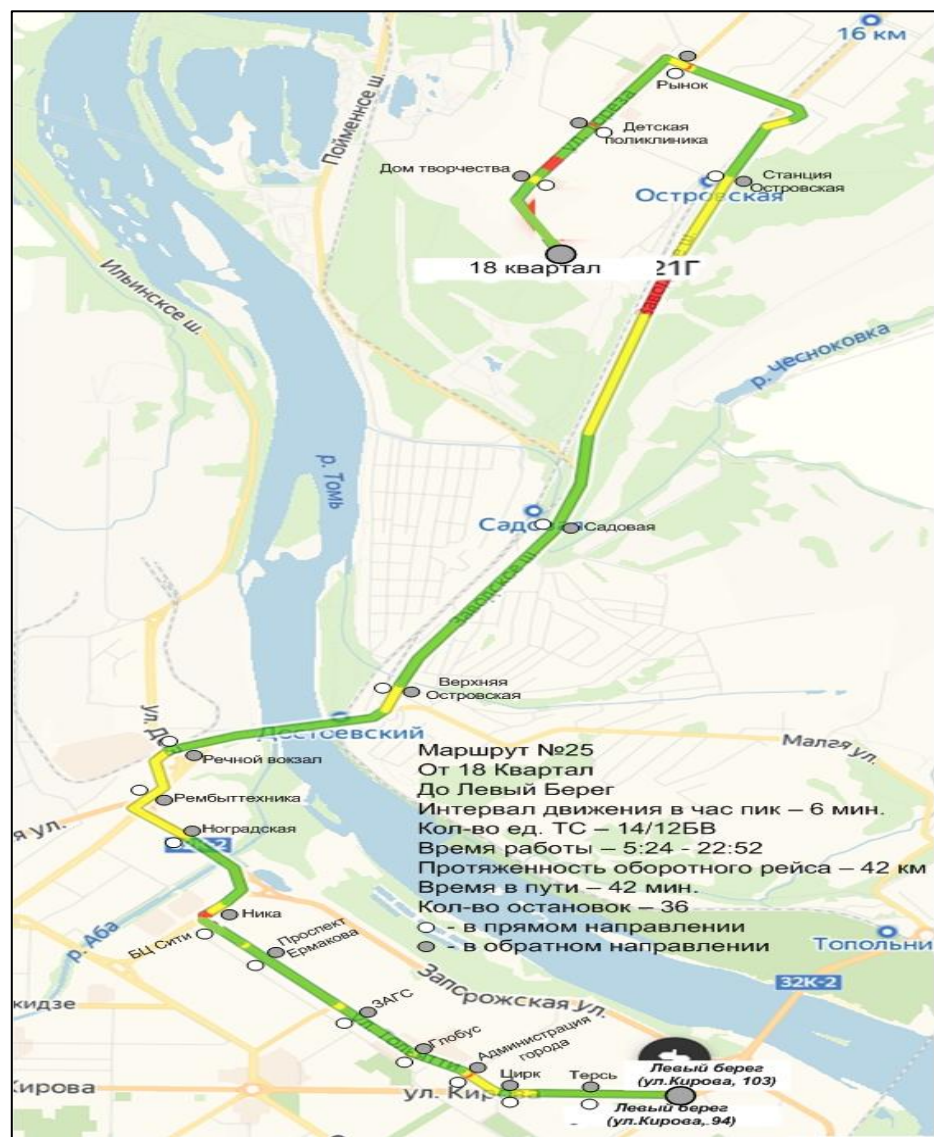 16 км
Рынок
Пойменное ш.
Детская
поликлиника
Дом творчества
Станция
Островская
Островская
18 квартал
21Г
Ильинское ш.
р. Чесноковка
р. Томь
Садовая
Заводское ш.
Верхняя
Островская
Достоевский
Малгя ул.
Речной вокзал
Рембыттехника
Ноградская
Маршрут №25
От 18 Квартал
До Левый Берег
Интервал движения в час пик – 6 мин.
Кол-во ед. ТС – 14/12БВ
Время работы – 5:24 - 22:52
Протяженность оборотного рейса – 42 км
Время в пути – 42 мин.
Кол-во остановок – 36
- в прямом направлении
- в обратном направлении
Ника
БЦ Сити
р. Аба
Проспект
Ермакова
Топольни
32К-2
Запорожская ул.
кидзе
ЗАГС
Глобус
Администрация
города
Цирк
Терсь
Левый берег
(ул.Кирова, 103)
Кирова
ул. Кирова
Левый берег
(ул.Кирова, 94)